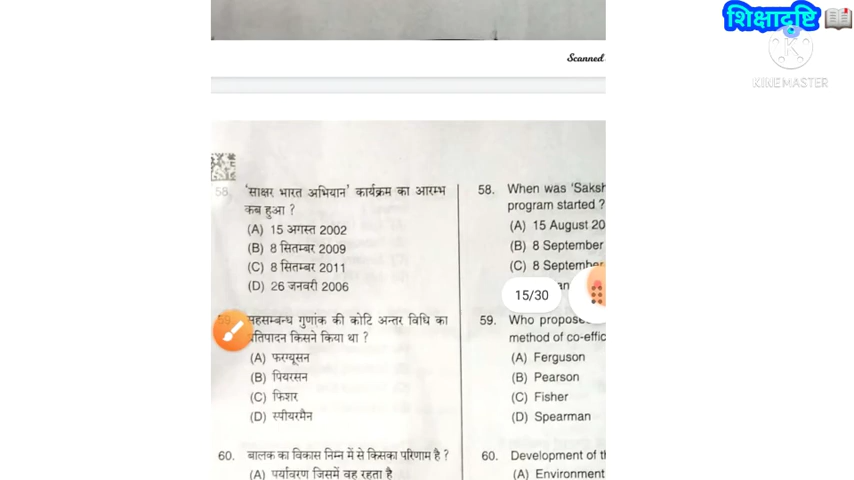 शिक्षादृष्टि
KINEMASTER
Scanned
58. 'साक्षर भारत अभियान' कार्यक्रम का आरम्भ
कब हुआ ?
(A) 15 अगस्त 2002
(B) 8 सितम्बर 2009
(C) 8 सितम्बर 2011
(D) 26 जनवरी 2006
59. सहसम्बन्ध गुणांक की कोटि अन्तर विधि का
प्रतिपादन किसने किया था ?
(A) फरग्यूसन
(B) पियरसन
(C) फिशर
(D) स्पीयरमैन
60. बालक का विकास निम्न में से किसका परिणाम है ?
(A) पर्यावरण जिसमें वह रहता है
58. When was 'Saksh
program started ?
(A) 15 August 20
(B) 8 September
(C) 8 September
15/30
59. Who propose
method of co-effic
(A) Ferguson
(B) Pearson
(C) Fisher
(D) Spearman
60. Development of th
(A) Environment